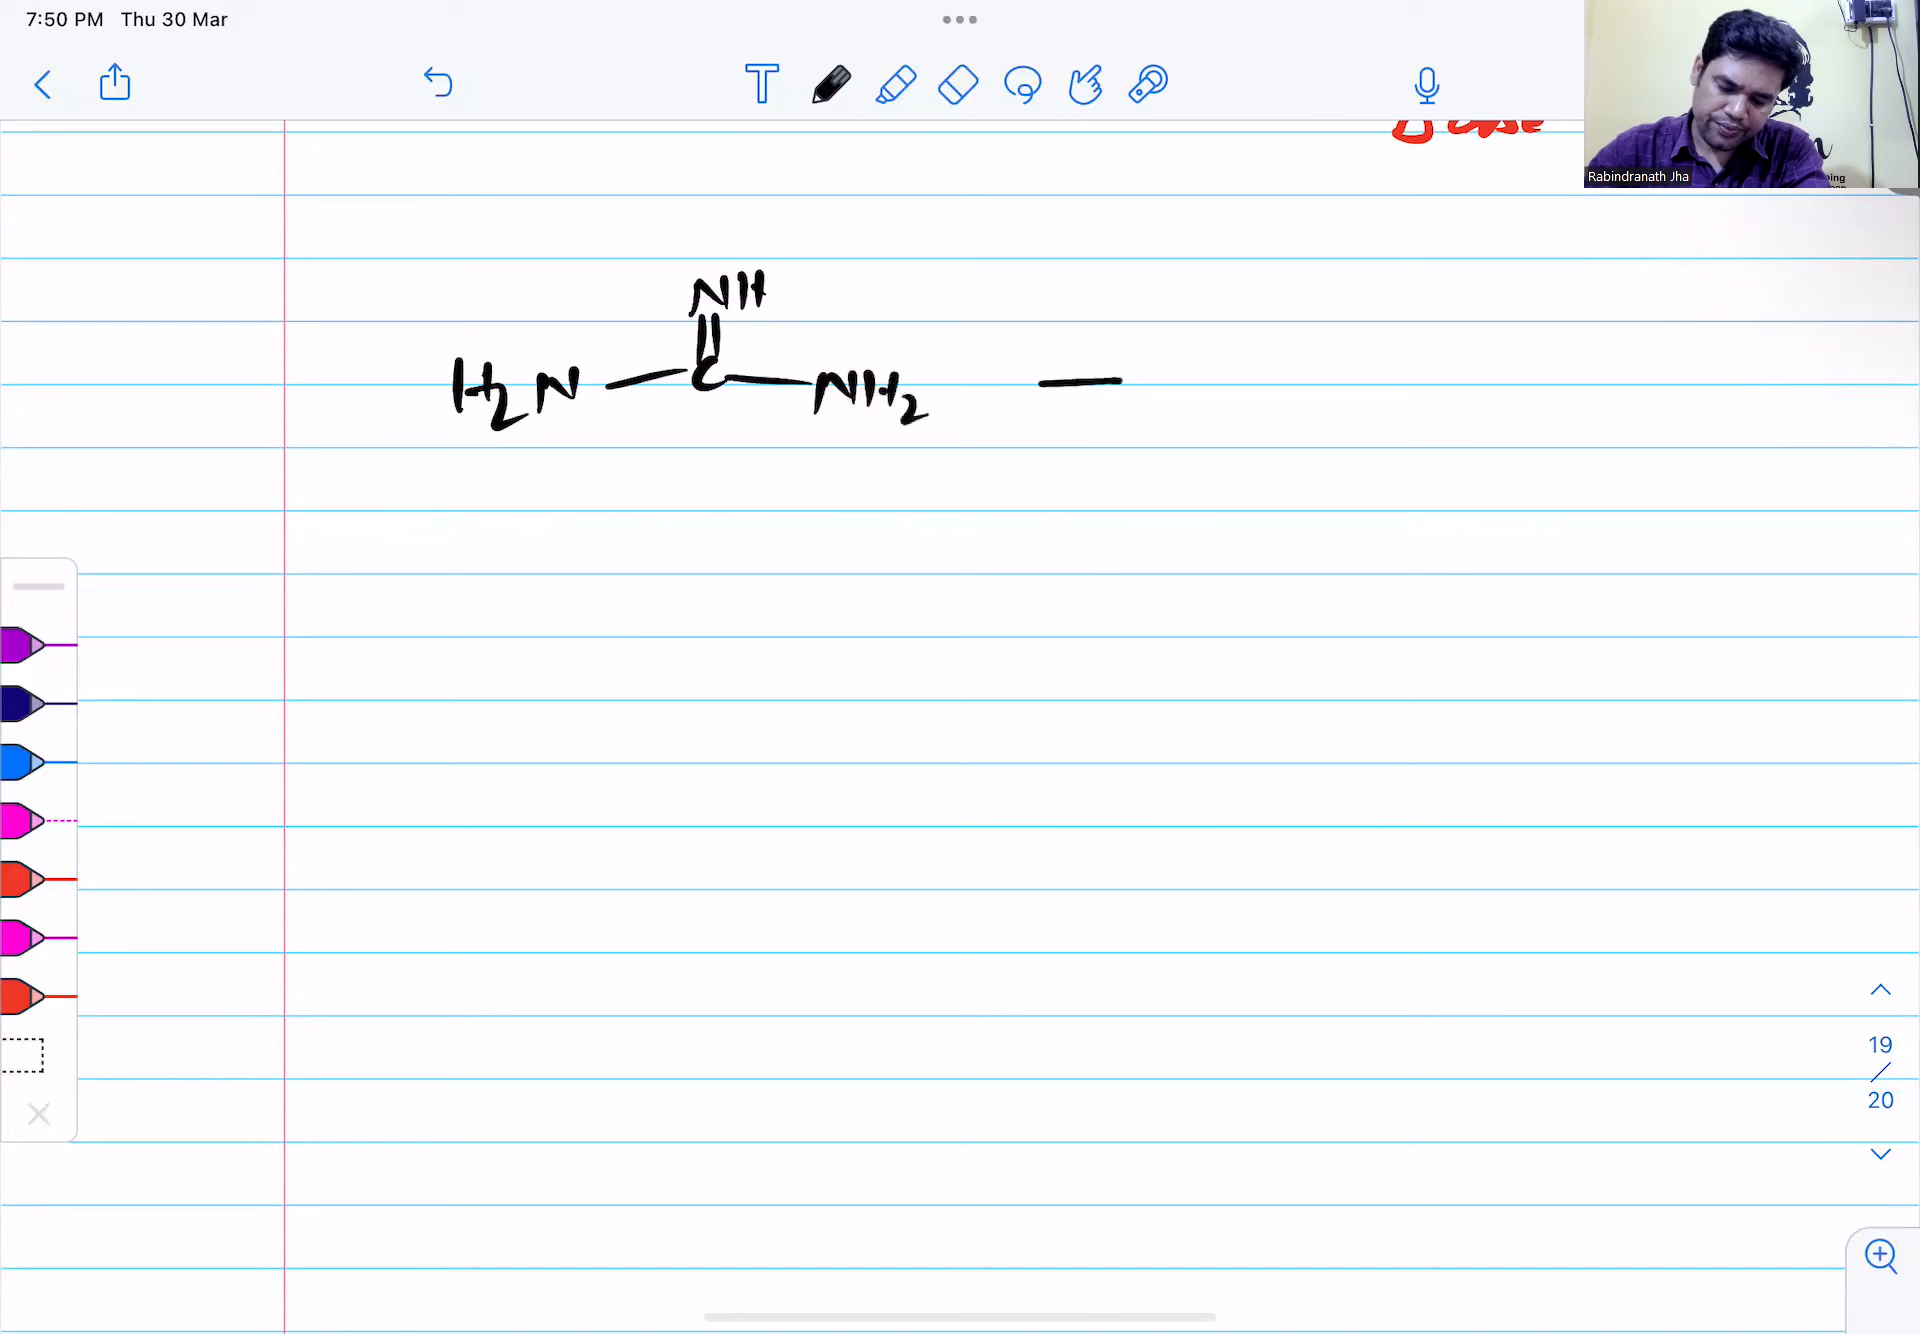 7:50 PM Thu 30 Mar
Rabindranath Jha
NH
H₂N — C — NH₂ —
19
/
20